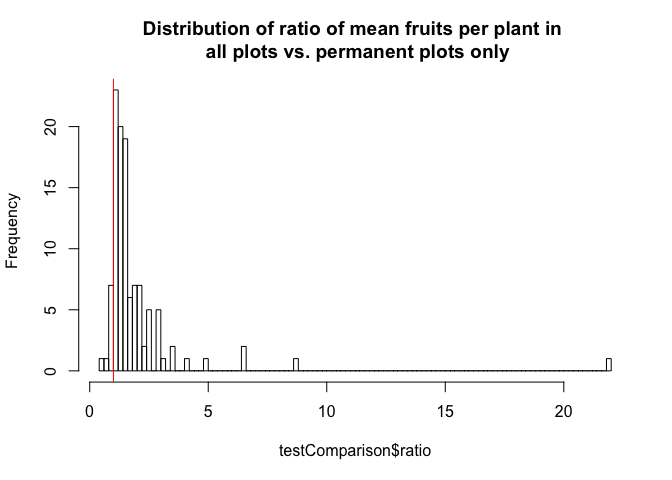 Distribution of ratio of mean fruits per plant in
all plots vs. permanent plots only
Frequency
20
15
10
5
0
0 5 10 15 20
testComparison$ratio